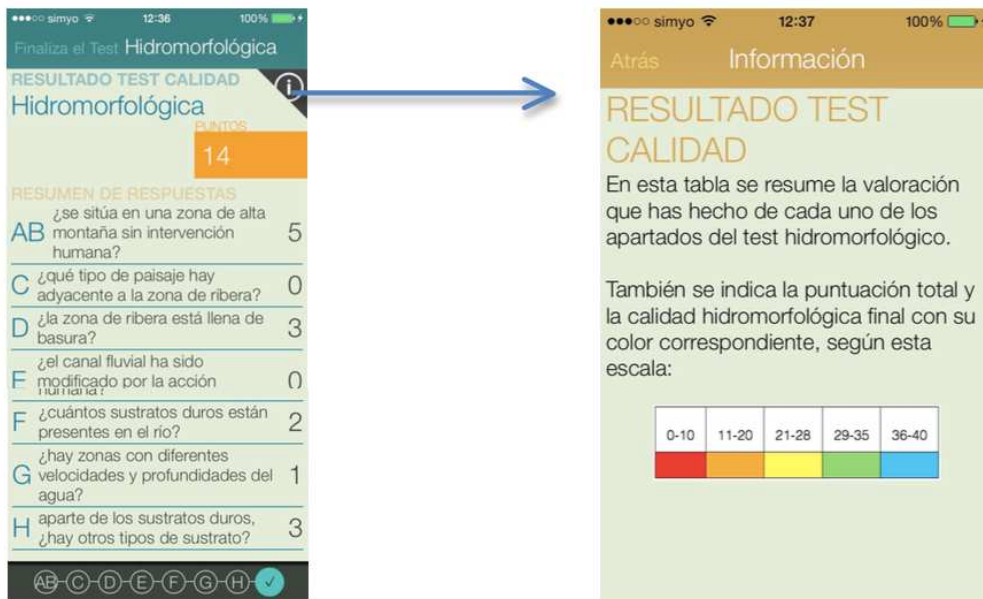 simyo 12:36 100%
Finaliza el Test Hidromorfológica
RESULTADO TEST CALIDAD
Hidromorfológica
i
PUNTOS
14
RESUMEN DE RESPUESTAS
AB ¿se sitúa en una zona de alta
montaña sin intervención
humana?
5
C ¿qué tipo de paisaje hay
adyacente a la zona de ribera?
0
D ¿la zona de ribera está llena de
basura?
3
E ¿el canal fluvial ha sido
modificado por la acción
humana?
0
F ¿cuántos sustratos duros están
presentes en el río?
2
G ¿hay zonas con diferentes
velocidades y profundidades del
agua?
1
H aparte de los sustratos duros,
¿hay otros tipos de sustrato?
3
AB C D E F G H ✓
simyo 12:37 100%
Atrás Información
RESULTADO TEST
CALIDAD
En esta tabla se resume la valoración
que has hecho de cada uno de los
apartados del test hidromorfológico.
También se indica la puntuación total y
la calidad hidromorfológica final con su
color correspondiente, según esta
escala:
0-10 11-20 21-28 29-35 36-40